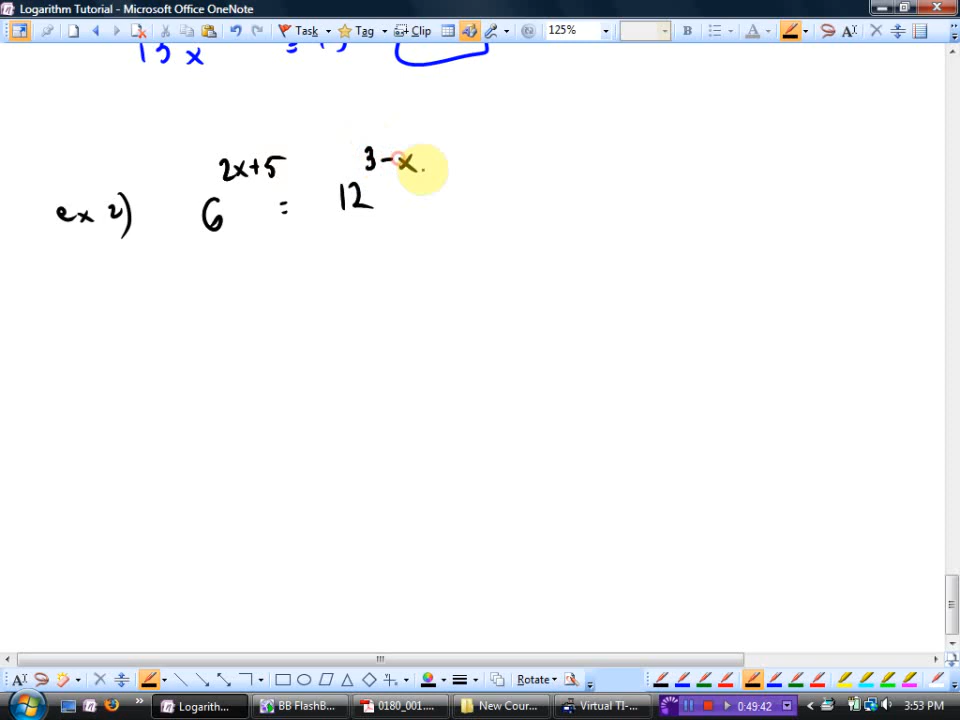 Logarithm Tutorial - Microsoft Office OneNote
Task Tag Clip 125% B A
ex 2) 6^{2x+5} = 12^{3-x}
Rotate
Logarith... BB FlashB... 0180_001.... New Cour... Virtual TI-... 0:49:42 3:53 PM